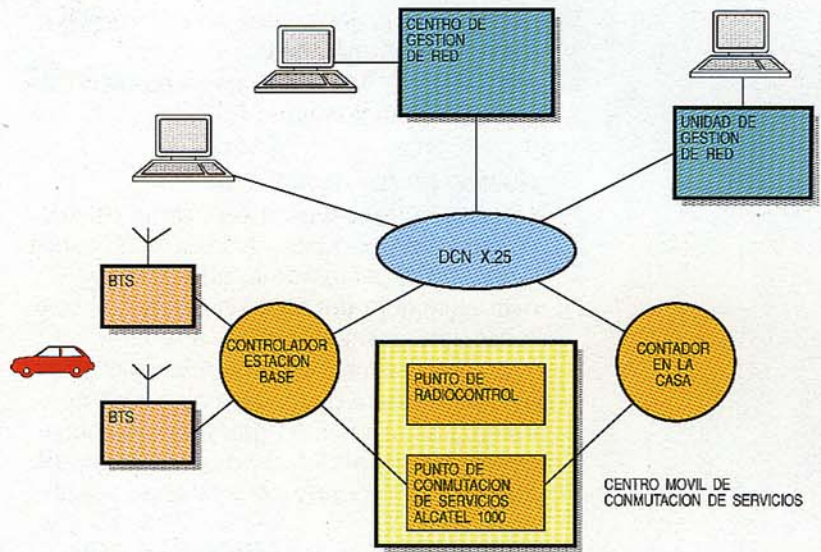 CENTRO DE
GESTION
DE RED
UNIDAD DE
GESTION
DE RED
DCN X.25
BTS
CONTROLADOR
ESTACION
BASE
BTS
PUNTO DE
RADIOCONTROL
PUNTO DE
CONMUTACION
DE SERVICIOS
ALCATEL 1000
CONTADOR
EN LA
CASA
CENTRO MOVIL DE
CONMUTACION DE SERVICIOS